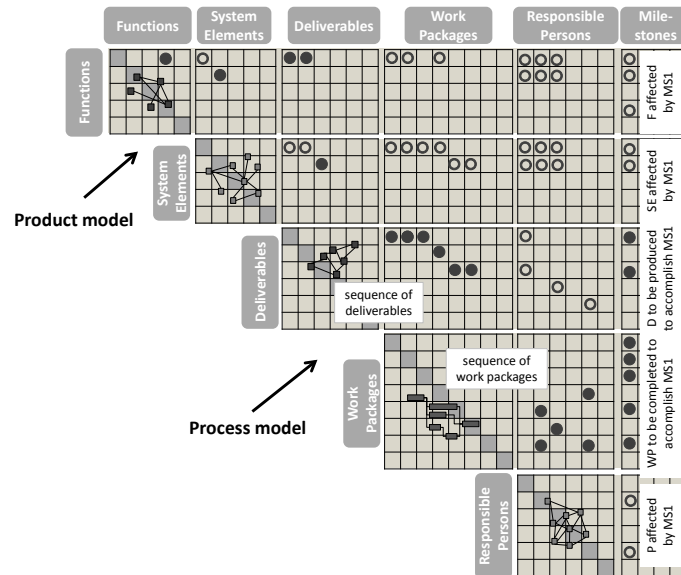 Functions
System
Elements
Deliverables
Work
Packages
Responsible
Persons
Mile-
stones
Functions
F affected
by MS1
System
Elements
SE affected
by MS1
Product model
Deliverables
sequence of
deliverables
D to be produced
to accomplish MS1
Work
Packages
sequence of
work packages
WP to be completed to
accomplish MS1
Process model
Responsible
Persons
P affected
by MS1